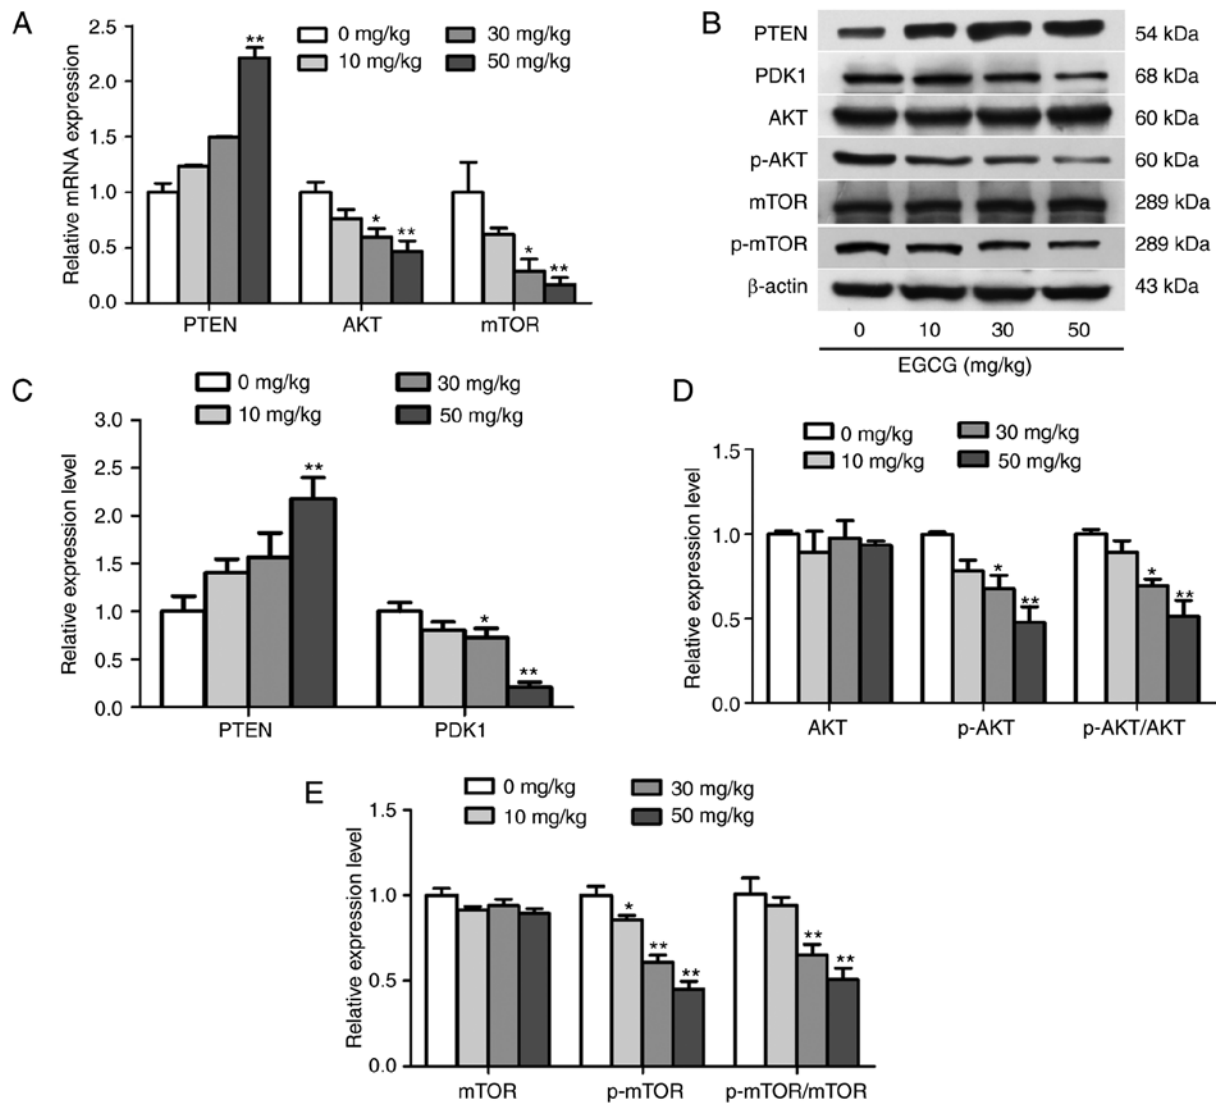 A
2.5
2.0
1.5
1.0
0.5
0.0
Relative mRNA expression
0 mg/kg
30 mg/kg
10 mg/kg
50 mg/kg
**
*
**
*
**
PTEN
AKT
mTOR
B
PTEN
54 kDa
PDK1
68 kDa
AKT
60 kDa
p-AKT
60 kDa
mTOR
289 kDa
p-mTOR
289 kDa
β-actin
43 kDa
0
10
30
50
EGCG (mg/kg)
C
0 mg/kg
30 mg/kg
10 mg/kg
50 mg/kg
3.0
2.5
2.0
1.5
1.0
0.5
0.0
Relative expression level
**
*
**
PTEN
PDK1
D
0 mg/kg
30 mg/kg
10 mg/kg
50 mg/kg
1.5
1.0
0.5
0.0
Relative expression level
*
**
*
**
AKT
p-AKT
p-AKT/AKT
E
0 mg/kg
30 mg/kg
10 mg/kg
50 mg/kg
1.5
1.0
0.5
0.0
Relative expression level
*
**
**
**
**
mTOR
p-mTOR
p-mTOR/mTOR